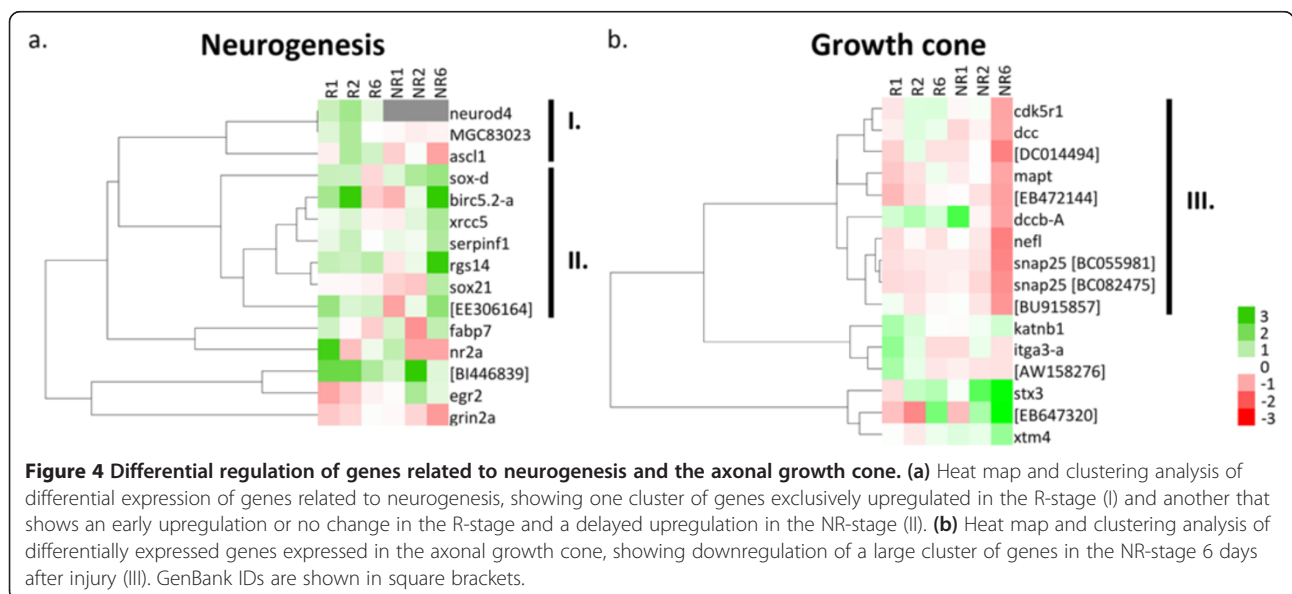 a.
Neurogenesis
R1 R2 R6 NR1 NR2 NR6
neurod4
MGC83023
ascl1
I.
sox-d
birc5.2-a
xrcc5
serpinf1
rgs14
sox21
[EE306164]
II.
fabp7
nr2a
[BI446839]
egr2
grin2a
b.
Growth cone
R1 R2 R6 NR1 NR2 NR6
cdk5r1
dcc
[DC014494]
mapt
[EB472144]
dccb-A
nefl
snap25 [BC055981]
snap25 [BC082475]
[BU915857]
III.
katnb1
itga3-a
[AW158276]
stx3
[EB647320]
xtm4
3
2
1
0
-1
-2
-3
Figure 4 Differential regulation of genes related to neurogenesis and the axonal growth cone. (a) Heat map and clustering analysis of
differential expression of genes related to neurogenesis, showing one cluster of genes exclusively upregulated in the R-stage (I) and another that
shows an early upregulation or no change in the R-stage and a delayed upregulation in the NR-stage (II). (b) Heat map and clustering analysis of
differentially expressed genes expressed in the axonal growth cone, showing downregulation of a large cluster of genes in the NR-stage 6 days
after injury (III). GenBank IDs are shown in square brackets.